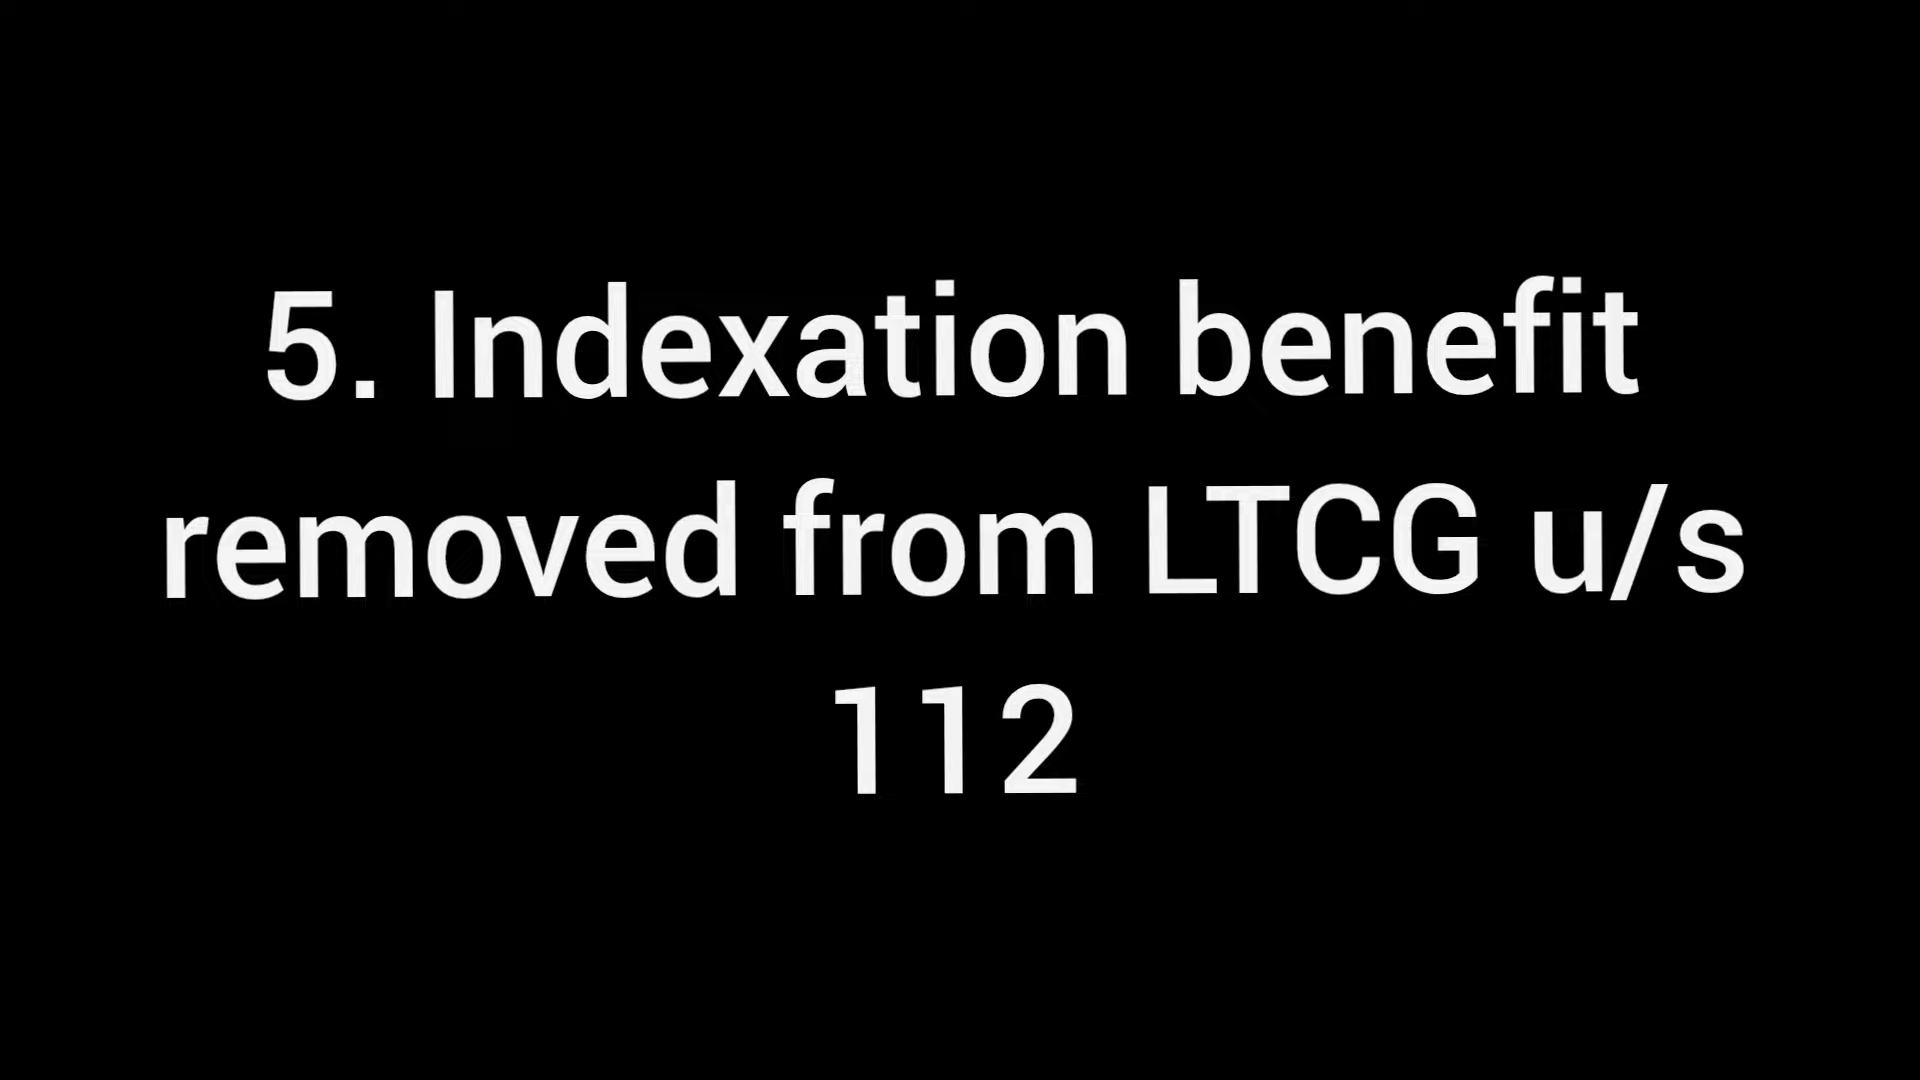 5. Indexation benefit
removed from LTCG u/s
112